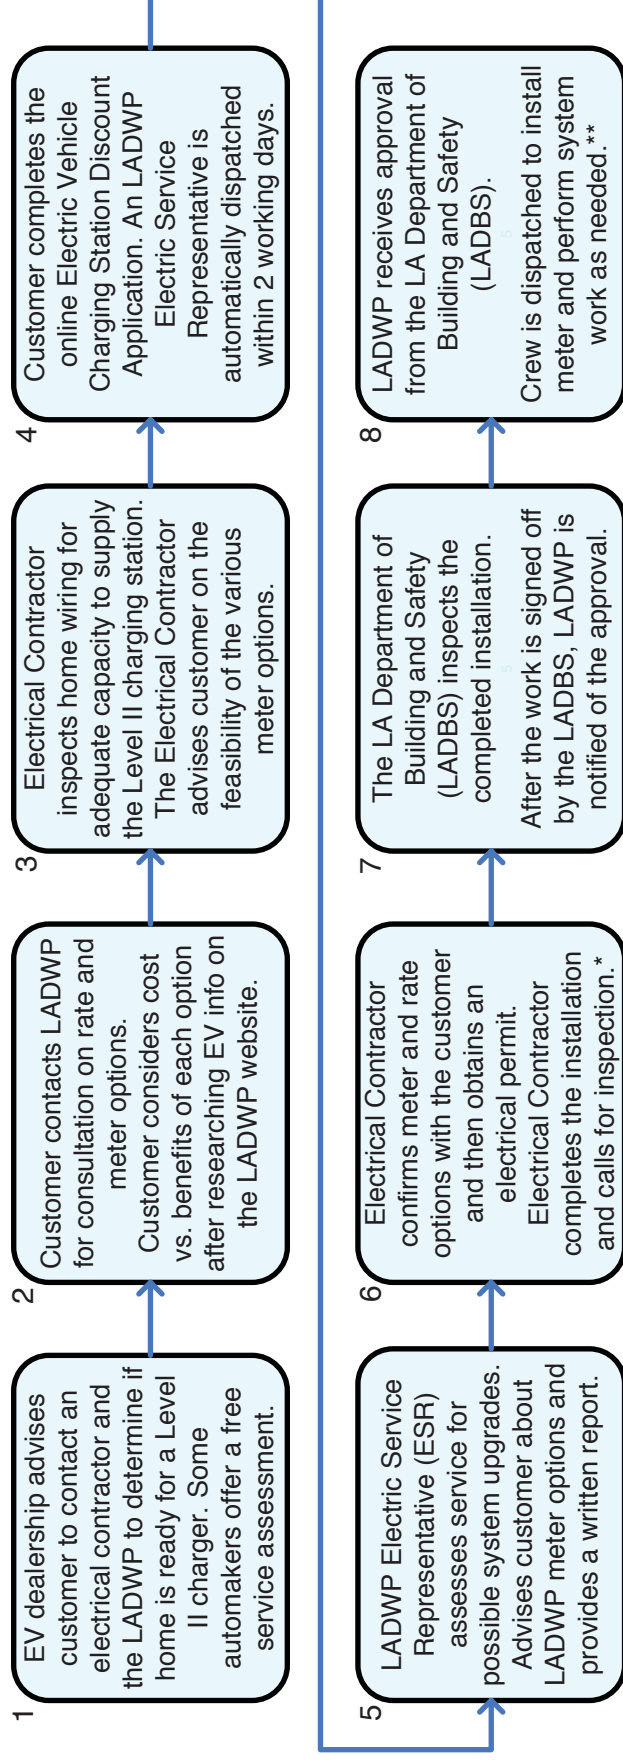 1
EV dealership advises
customer to contact an
electrical contractor and
the LADWP to determine if
home is ready for a Level
II charger. Some
automakers offer a free
service assessment.
2
Customer contacts LADWP
for consultation on rate and
meter options.
Customer considers cost
vs. benefits of each option
after researching EV info on
the LADWP website.
3
Electrical Contractor
inspects home wiring for
adequate capacity to supply
the Level II charging station.
The Electrical Contractor
advises customer on the
feasibility of the various
meter options.
4
Customer completes the
online Electric Vehicle
Charging Station Discount
Application. An LADWP
Electric Service
Representative is
automatically dispatched
within 2 working days.
5
LADWP Electric Service
Representative (ESR)
assesses service for
possible system upgrades.
Advises customer about
LADWP meter options and
provides a written report.
6
Electrical Contractor
confirms meter and rate
options with the customer
and then obtains an
electrical permit.
Electrical Contractor
completes the installation
and calls for inspection.*
7
The LA Department of
Building and Safety
(LADBS) inspects the
completed installation.
5
After the work is signed off
by the LADBS, LADWP is
notified of the approval.
8
LADWP receives approval
from the LA Department of
Building and Safety
(LADBS).
5
Crew is dispatched to install
meter and perform system
work as needed.**